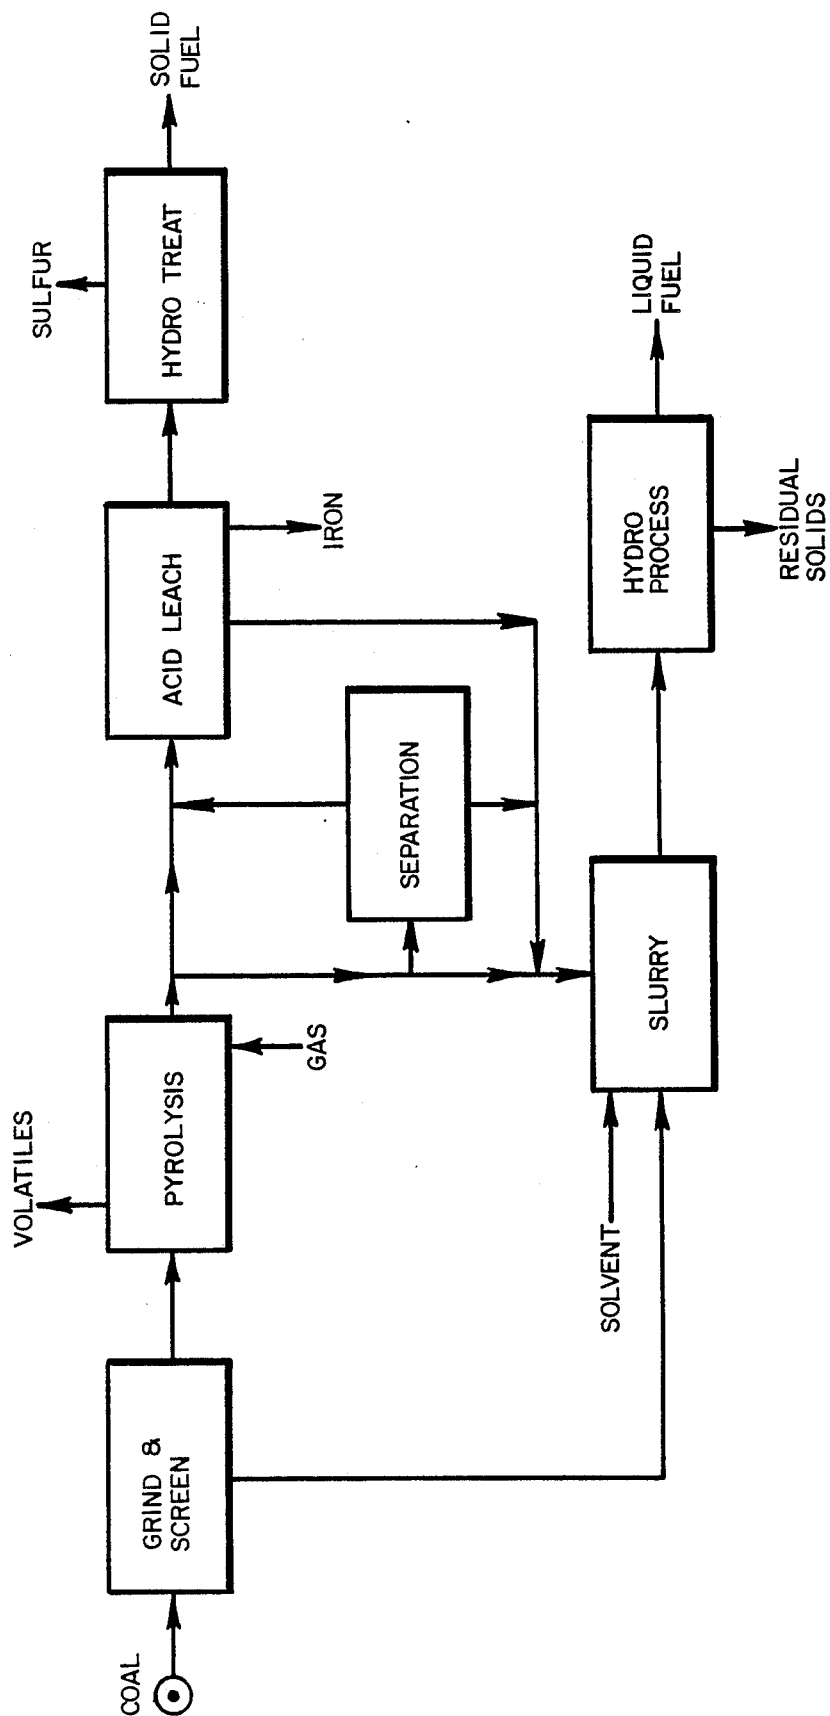 COAL
GRIND &
SCREEN
VOLATILES
PYROLYSIS
GAS
ACID LEACH
IRON
SULFUR
HYDRO TREAT
SOLID
FUEL
SEPARATION
SOLVENT
SLURRY
HYDRO
PROCESS
LIQUID
FUEL
RESIDUAL
SOLIDS